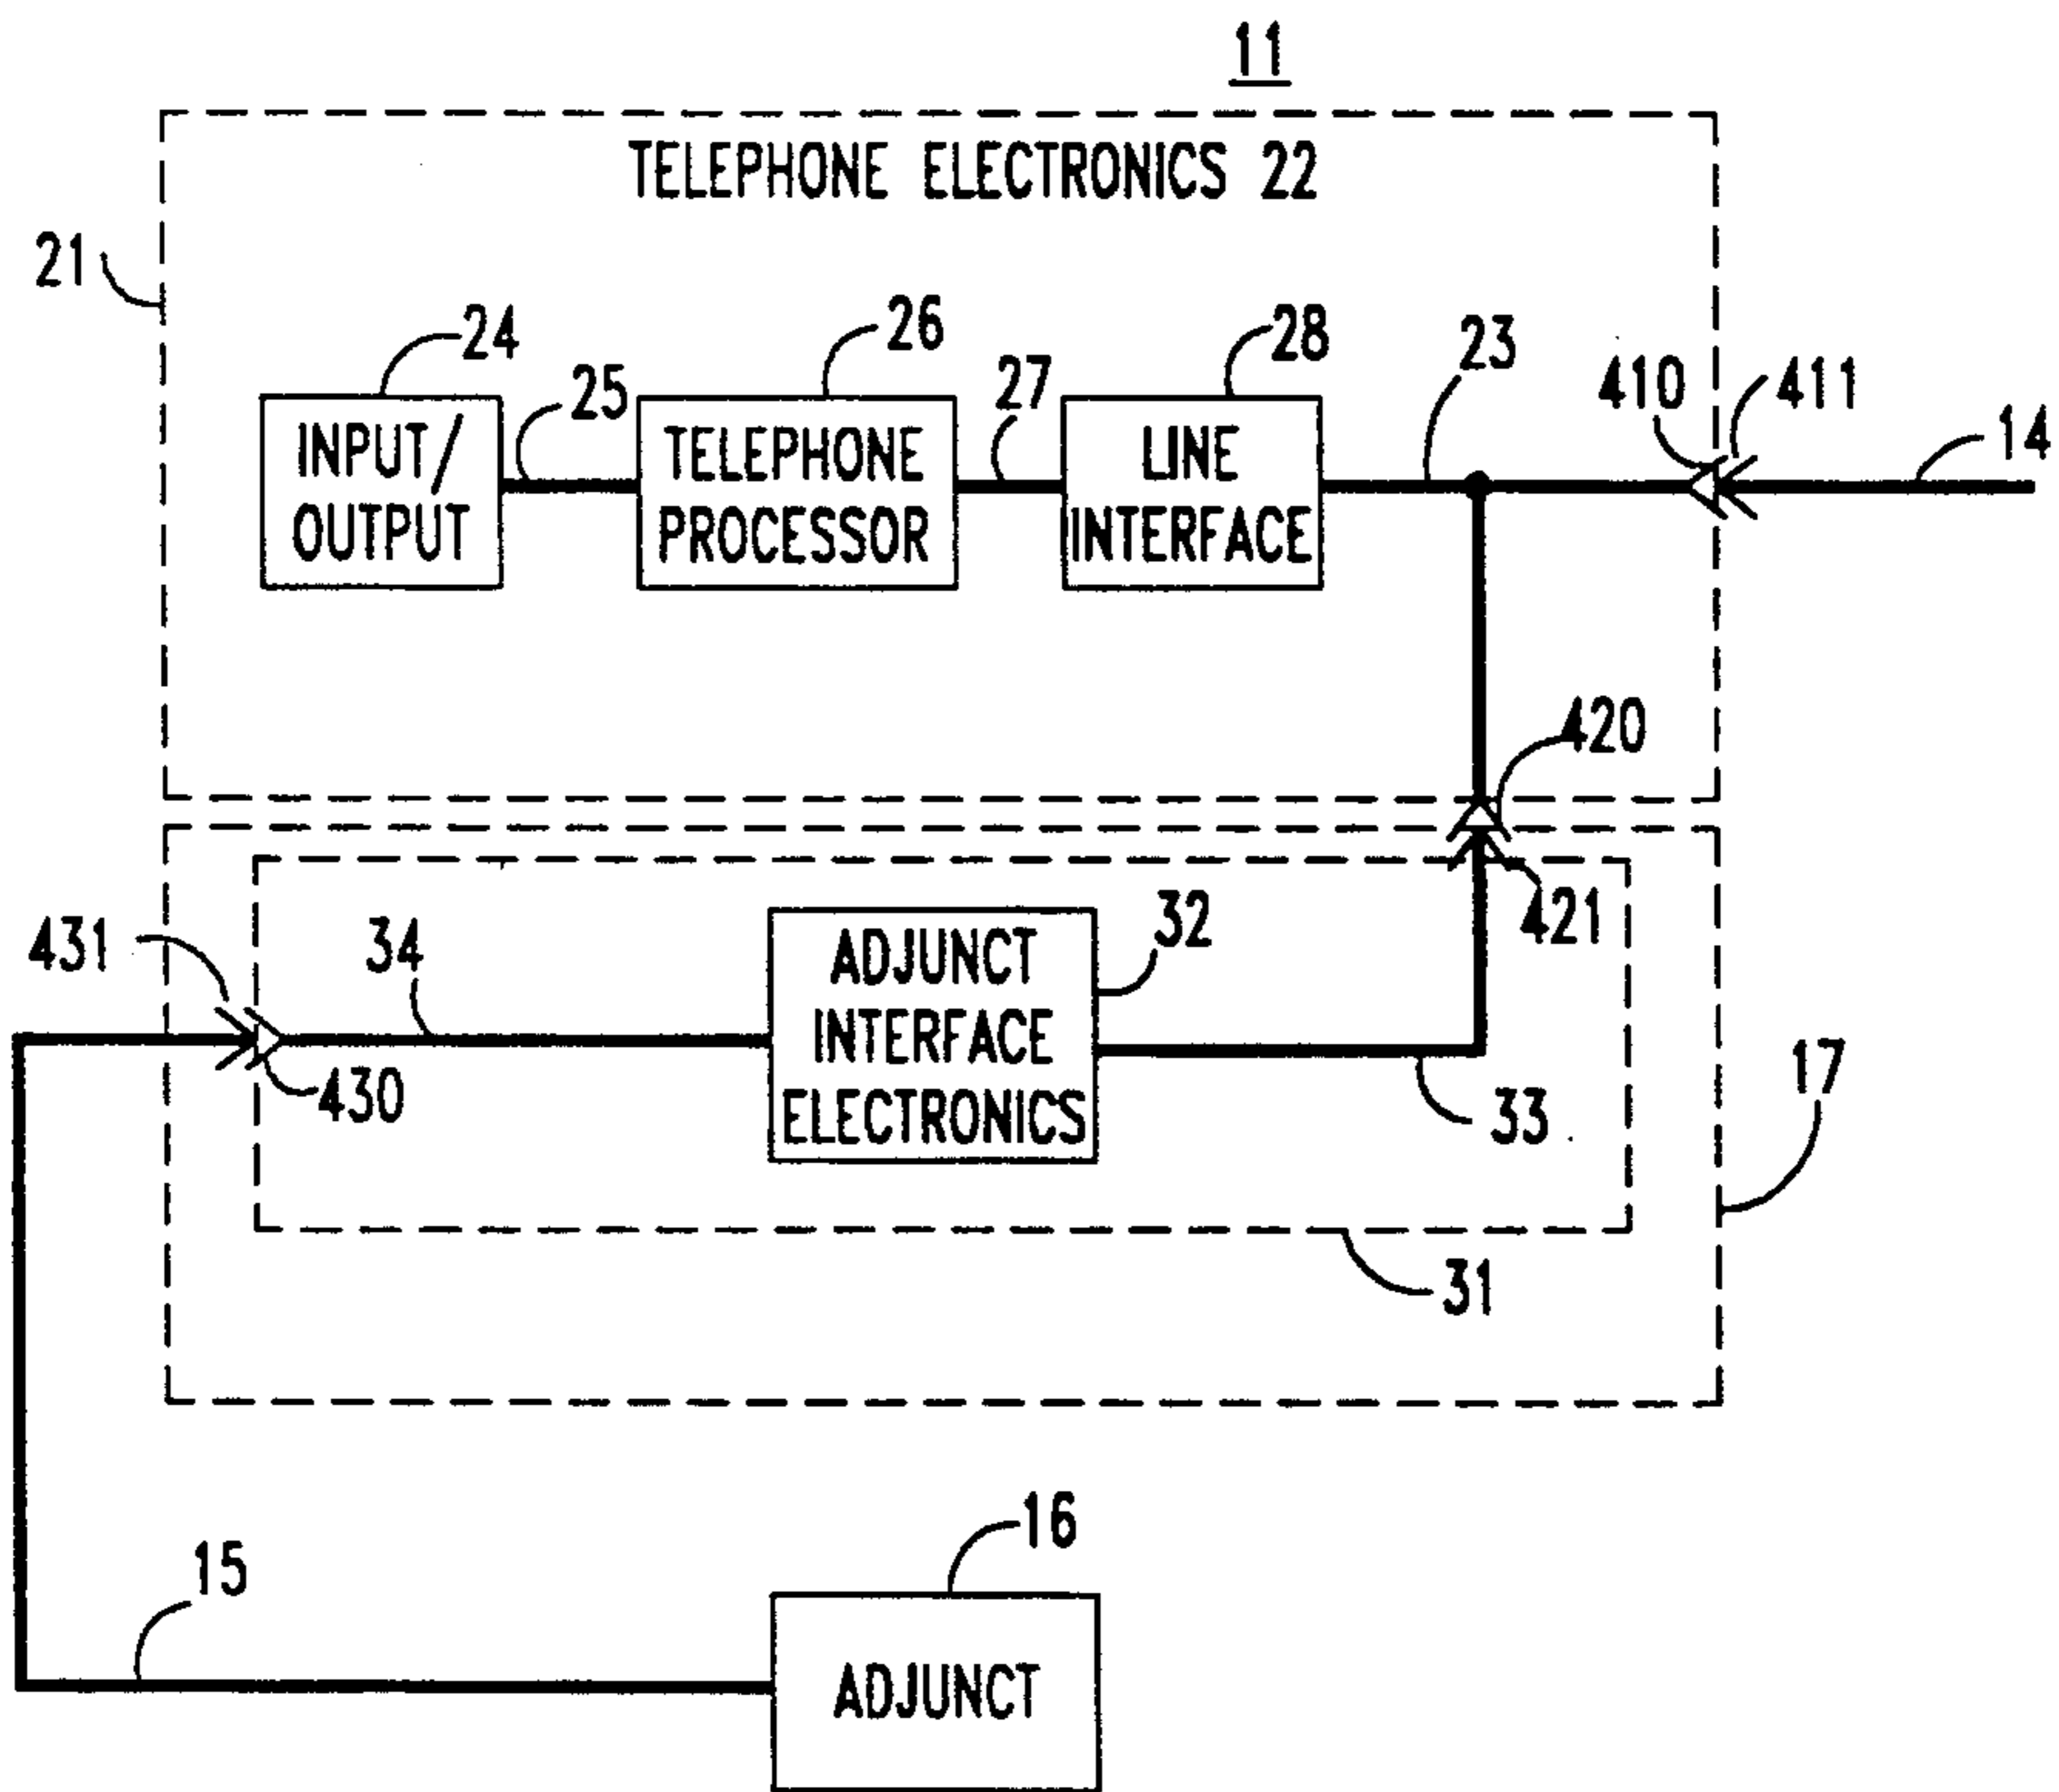 11
TELEPHONE ELECTRONICS 22
21
24
25
26
27
28
23
410
411
14
INPUT/
OUTPUT
TELEPHONE
PROCESSOR
LINE
INTERFACE
420
421
431
34
430
ADJUNCT
INTERFACE
ELECTRONICS
32
33
17
31
15
16
ADJUNCT